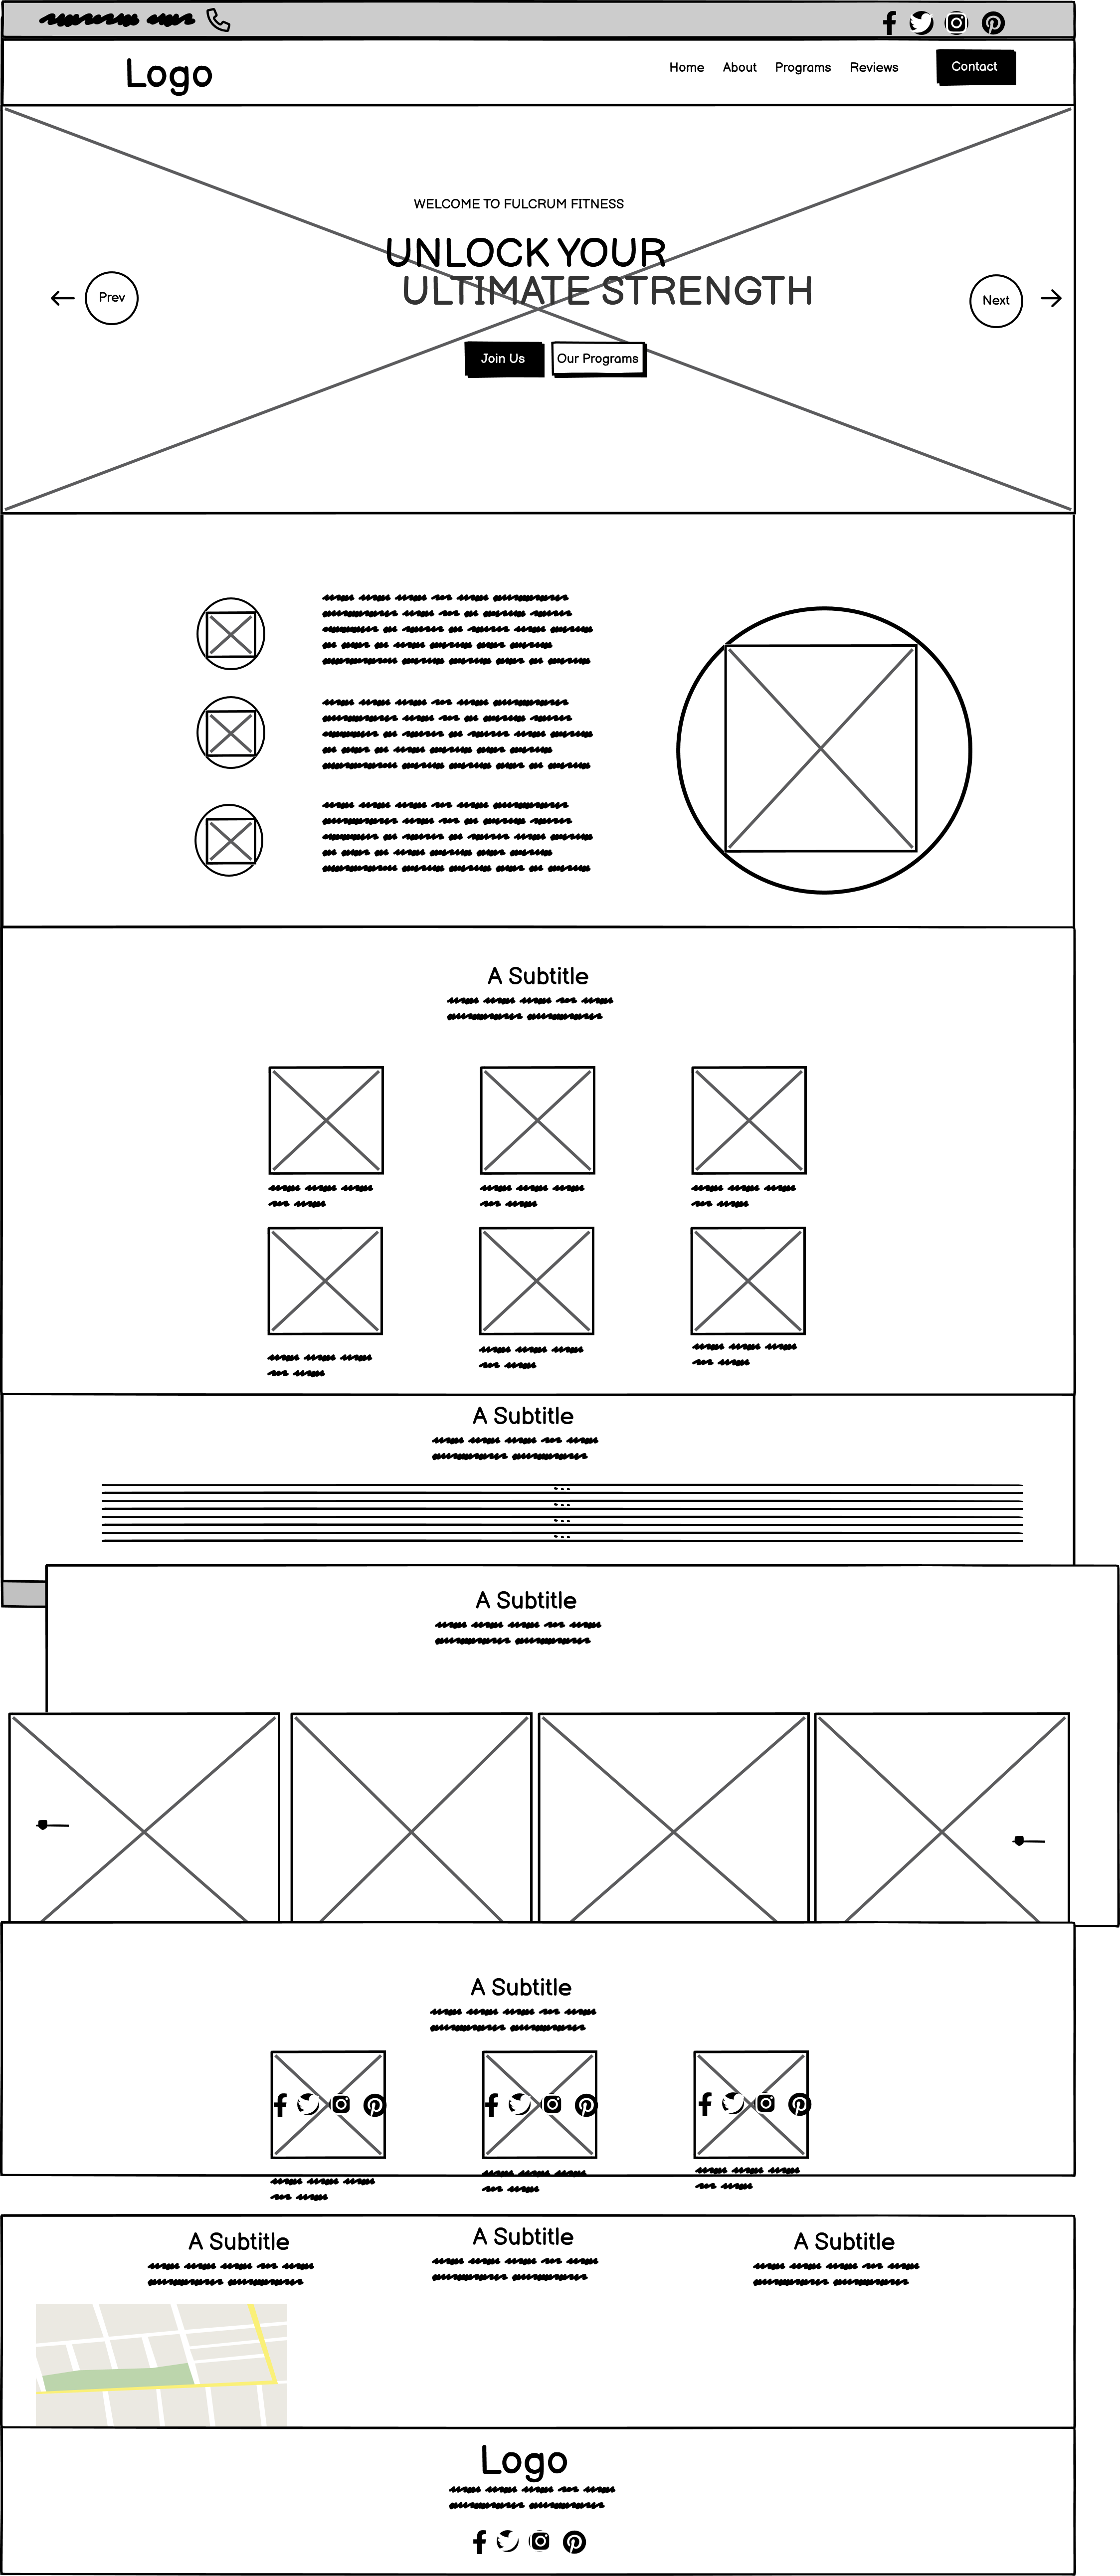 Logo
Home About Programs Reviews Contact
WELCOME TO FULCRUM FITNESS
UNLOCK YOUR
ULTIMATE STRENGTH
Prev
Next
Join Us Our Programs
A Subtitle
A Subtitle
A Subtitle
A Subtitle
A Subtitle A Subtitle A Subtitle
Logo